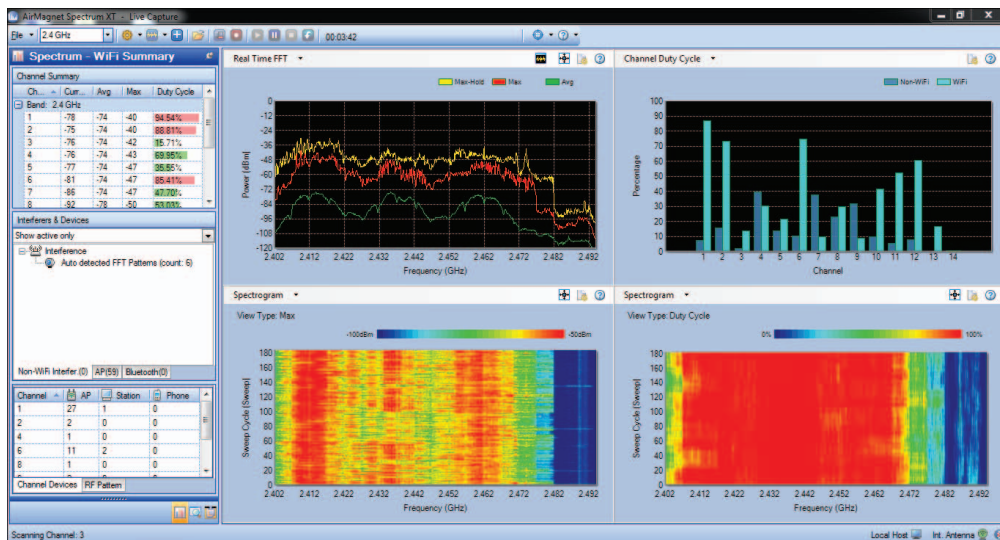 AirMagnet Spectrum XT - Live Capture
File 2.4 GHz 00:03:42
Spectrum - WiFi Summary
Channel Summary
Ch... Curr... Avg Max Duty Cycle
Band: 2.4 GHz
1 -78 -74 -40 94.54%
2 -75 -74 -40 88.81%
3 -76 -74 -42 15.71%
4 -76 -74 -43 69.95%
5 -77 -74 -47 35.55%
6 -81 -74 -47 85.41%
7 -86 -74 -47 47.70%
8 -92 -78 -50 53.03%
Interferers & Devices
Show active only
Interference
Auto detected FFT Patterns (count: 6)
Non-WiFi Interfer.(0) AP(59) Bluetooth(0)
Channel AP Station Phone
1 27 1 0
2 2 0 0
4 1 0 0
6 11 2 0
8 1 0 0
Channel Devices RF Pattern
Scanning Channel: 3
Real Time FFT
Max-Hold Max Avg
Power [dBm]
0
-12
-24
-36
-48
-60
-72
-84
-96
-108
-120
2.402 2.412 2.422 2.432 2.442 2.452 2.462 2.472 2.482 2.492
Frequency (GHz)
Channel Duty Cycle
Non-WiFi WiFi
Percentage
100
90
80
70
60
50
40
30
20
10
0
1 2 3 4 5 6 7 8 9 10 11 12 13 14
Channel
Spectrogram
View Type: Max
-100dBm -50dBm
Sweep Cycle [Sweep]
180
160
140
120
100
80
60
40
20
0
2.402 2.412 2.422 2.432 2.442 2.452 2.462 2.472 2.482 2.492
Frequency (GHz)
Spectrogram
View Type: Duty Cycle
0% 100%
Sweep Cycle [Sweep]
180
160
140
120
100
80
60
40
20
0
2.402 2.412 2.422 2.432 2.442 2.452 2.462 2.472 2.482 2.492
Frequency (GHz)
Local Host Int. Antenna